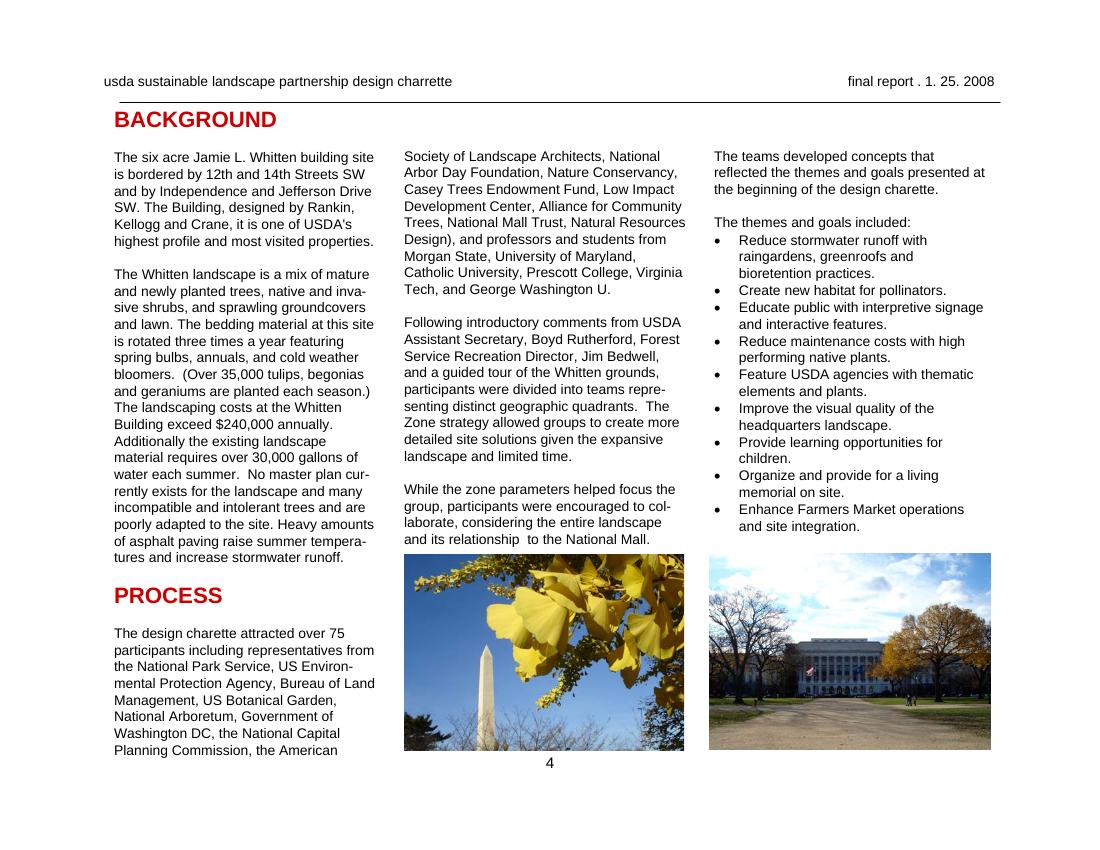 usda sustainable landscape partnership design charrette
final report . 1. 25. 2008
BACKGROUND
The six acre Jamie L. Whitten building site
is bordered by 12th and 14th Streets SW
and by Independence and Jefferson Drive
SW. The Building, designed by Rankin,
Kellogg and Crane, it is one of USDA's
highest profile and most visited properties.
The Whitten landscape is a mix of mature
and newly planted trees, native and inva-
sive shrubs, and sprawling groundcovers
and lawn. The bedding material at this site
is rotated three times a year featuring
spring bulbs, annuals, and cold weather
bloomers.  (Over 35,000 tulips, begonias
and geraniums are planted each season.)
The landscaping costs at the Whitten
Building exceed $240,000 annually.
Additionally the existing landscape
material requires over 30,000 gallons of
water each summer.  No master plan cur-
rently exists for the landscape and many
incompatible and intolerant trees and are
poorly adapted to the site. Heavy amounts
of asphalt paving raise summer tempera-
tures and increase stormwater runoff.
PROCESS
The design charette attracted over 75
participants including representatives from
the National Park Service, US Environ-
mental Protection Agency, Bureau of Land
Management, US Botanical Garden,
National Arboretum, Government of
Washington DC, the National Capital
Planning Commission, the American
Society of Landscape Architects, National
Arbor Day Foundation, Nature Conservancy,
Casey Trees Endowment Fund, Low Impact
Development Center, Alliance for Community
Trees, National Mall Trust, Natural Resources
Design), and professors and students from
Morgan State, University of Maryland,
Catholic University, Prescott College, Virginia
Tech, and George Washington U.
Following introductory comments from USDA
Assistant Secretary, Boyd Rutherford, Forest
Service Recreation Director, Jim Bedwell,
and a guided tour of the Whitten grounds,
participants were divided into teams repre-
senting distinct geographic quadrants.  The
Zone strategy allowed groups to create more
detailed site solutions given the expansive
landscape and limited time.
While the zone parameters helped focus the
group, participants were encouraged to col-
laborate, considering the entire landscape
and its relationship  to the National Mall.
The teams developed concepts that
reflected the themes and goals presented at
the beginning of the design charette.
The themes and goals included:
• Reduce stormwater runoff with
raingardens, greenroofs and
bioretention practices.
• Create new habitat for pollinators.
• Educate public with interpretive signage
and interactive features.
• Reduce maintenance costs with high
performing native plants.
• Feature USDA agencies with thematic
elements and plants.
• Improve the visual quality of the
headquarters landscape.
• Provide learning opportunities for
children.
• Organize and provide for a living
memorial on site.
• Enhance Farmers Market operations
and site integration.
4